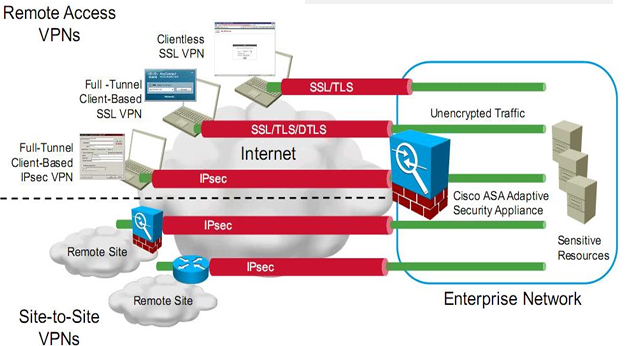 Remote Access
VPNs
Clientless
SSL VPN
SSL/TLS
Full -Tunnel
Client-Based
SSL VPN
Unencrypted Traffic
SSL/TLS/DTLS
Internet
Full-Tunnel
Client-Based
IPsec VPN
IPsec
Cisco ASA Adaptive
Security Appliance
IPsec
Remote Site
Sensitive
Resources
IPsec
Remote Site
Enterprise Network
Site-to-Site
VPNs